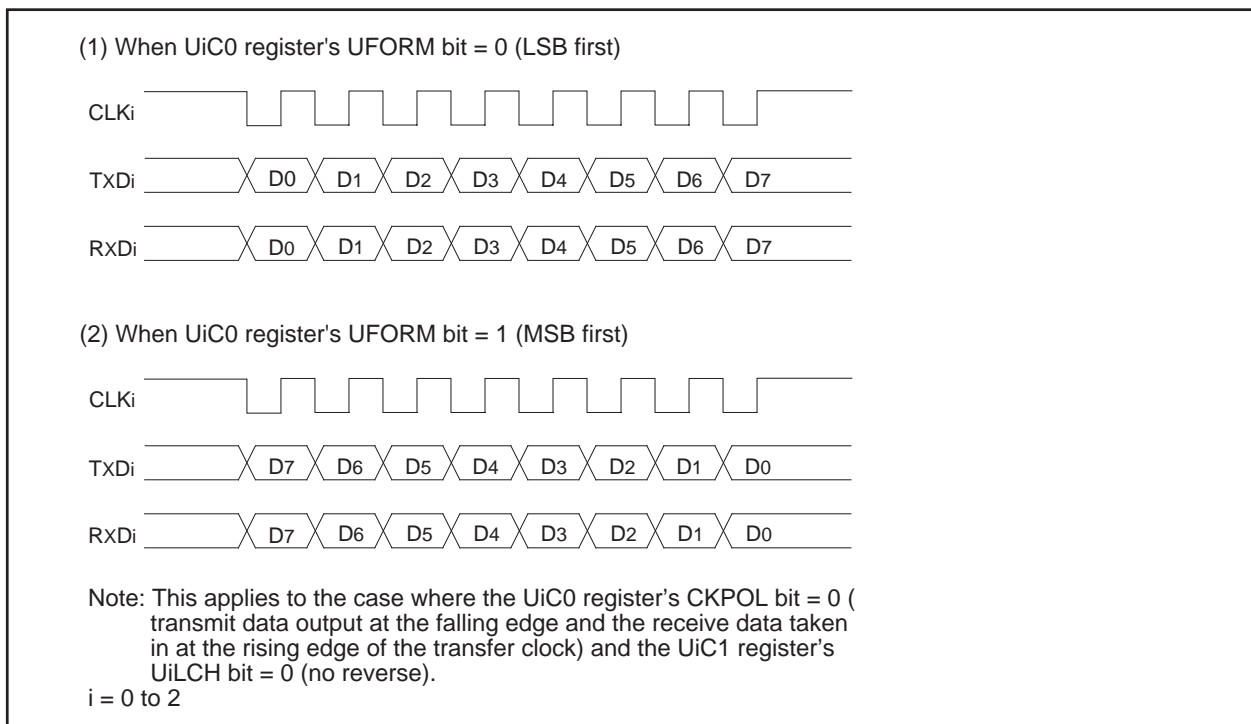 (1) When UiC0 register's UFORM bit = 0 (LSB first)
CLKi
TXDi D0 D1 D2 D3 D4 D5 D6 D7
RXDi D0 D1 D2 D3 D4 D5 D6 D7
(2) When UiC0 register's UFORM bit = 1 (MSB first)
CLKi
TXDi D7 D6 D5 D4 D3 D2 D1 D0
RXDi D7 D6 D5 D4 D3 D2 D1 D0
Note: This applies to the case where the UiC0 register's CKPOL bit = 0 (
transmit data output at the falling edge and the receive data taken
in at the rising edge of the transfer clock) and the UiC1 register's
UiLCH bit = 0 (no reverse).
i = 0 to 2